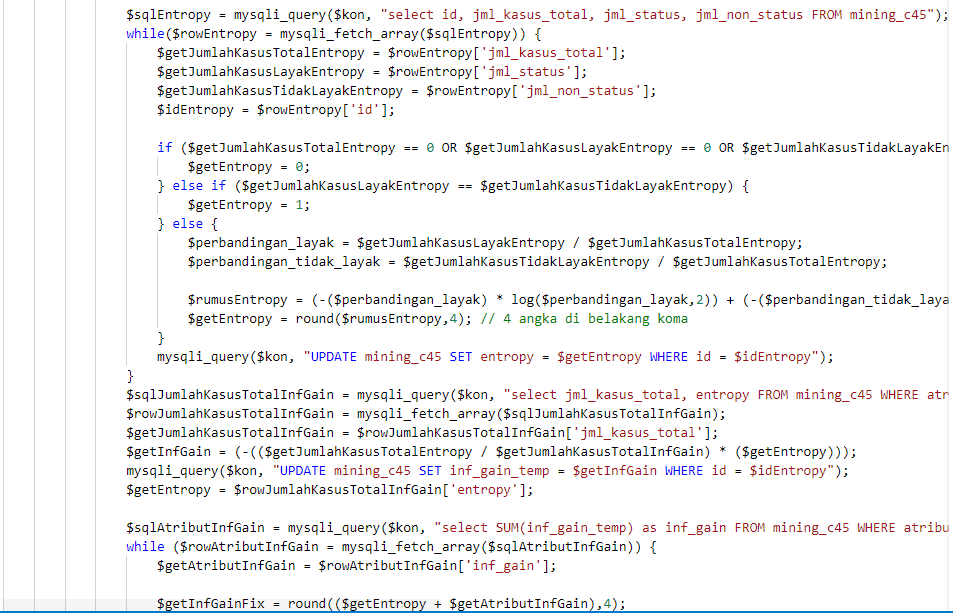 $sqlEntropy = mysqli_query($kon, "select id, jml_kasus_total, jml_status, jml_non_status FROM mining_c45");
while($rowEntropy = mysqli_fetch_array($sqlEntropy)) {
$getJumlahKasusTotalEntropy = $rowEntropy['jml_kasus_total'];
$getJumlahKasusLayakEntropy = $rowEntropy['jml_status'];
$getJumlahKasusTidakLayakEntropy = $rowEntropy['jml_non_status'];
$idEntropy = $rowEntropy['id'];
if ($getJumlahKasusTotalEntropy == 0 OR $getJumlahKasusLayakEntropy == 0 OR $getJumlahKasusTidakLayakEn
$getEntropy = 0;
} else if ($getJumlahKasusLayakEntropy == $getJumlahKasusTidakLayakEntropy) {
$getEntropy = 1;
} else {
$perbandingan_layak = $getJumlahKasusLayakEntropy / $getJumlahKasusTotalEntropy;
$perbandingan_tidak_layak = $getJumlahKasusTidakLayakEntropy / $getJumlahKasusTotalEntropy;
$rumusEntropy = (-($perbandingan_layak) * log($perbandingan_layak,2)) + (-($perbandingan_tidak_laya
$getEntropy = round($rumusEntropy,4); // 4 angka di belakang koma
}
mysqli_query($kon, "UPDATE mining_c45 SET entropy = $getEntropy WHERE id = $idEntropy");
}
$sqlJumlahKasusTotalInfGain = mysqli_query($kon, "select jml_kasus_total, entropy FROM mining_c45 WHERE atr
$rowJumlahKasusTotalInfGain = mysqli_fetch_array($sqlJumlahKasusTotalInfGain);
$getJumlahKasusTotalInfGain = $rowJumlahKasusTotalInfGain['jml_kasus_total'];
$getInfGain = (-(($getJumlahKasusTotalEntropy / $getJumlahKasusTotalInfGain) * ($getEntropy)));
mysqli_query($kon, "UPDATE mining_c45 SET inf_gain_temp = $getInfGain WHERE id = $idEntropy");
$getEntropy = $rowJumlahKasusTotalInfGain['entropy'];
$sqlAtributInfGain = mysqli_query($kon, "select SUM(inf_gain_temp) as inf_gain FROM mining_c45 WHERE atribu
while ($rowAtributInfGain = mysqli_fetch_array($sqlAtributInfGain)) {
$getAtributInfGain = $rowAtributInfGain['inf_gain'];
$getInfGainFix = round(($getEntropy + $getAtributInfGain),4);